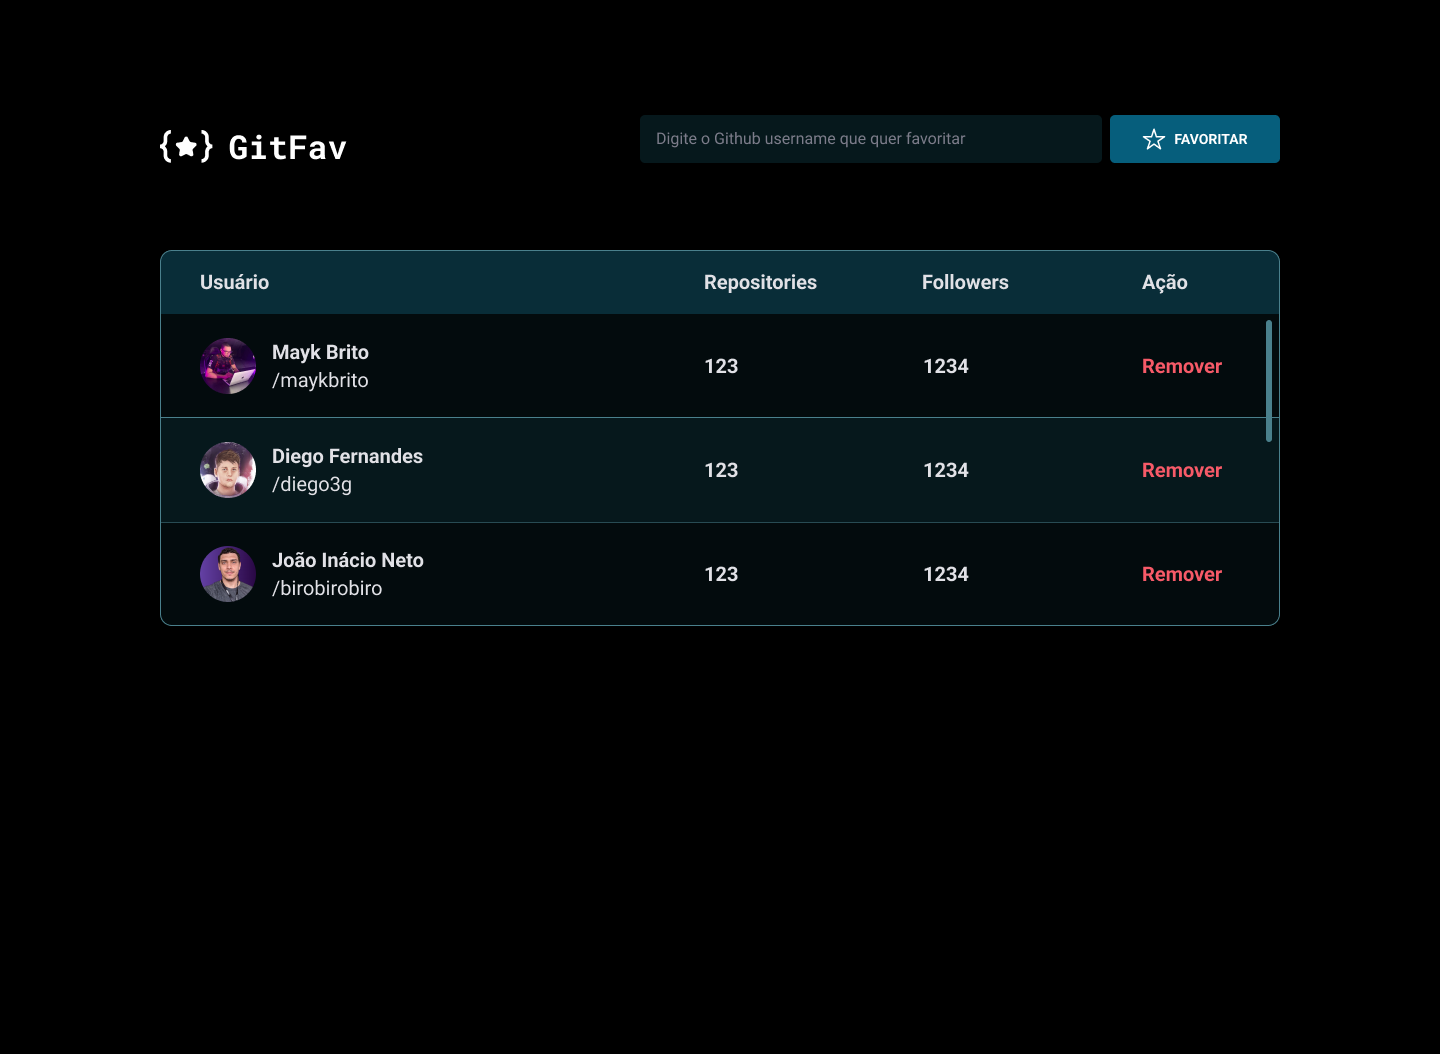 {★} GitFav
Digite o Github username que quer favoritar
FAVORITAR
Usuário Repositories Followers Ação
Mayk Brito
/maykbrito
123 1234 Remover
Diego Fernandes
/diego3g
123 1234 Remover
João Inácio Neto
/birobirobiro
123 1234 Remover